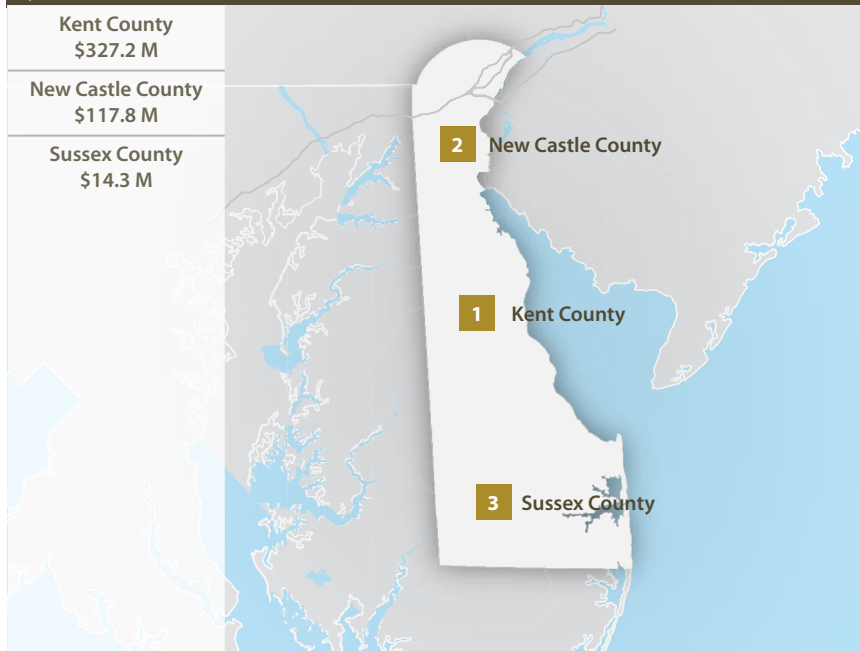 Kent County
$327.2 M
New Castle County
$117.8 M
Sussex County
$14.3 M
2 New Castle County
1 Kent County
3 Sussex County